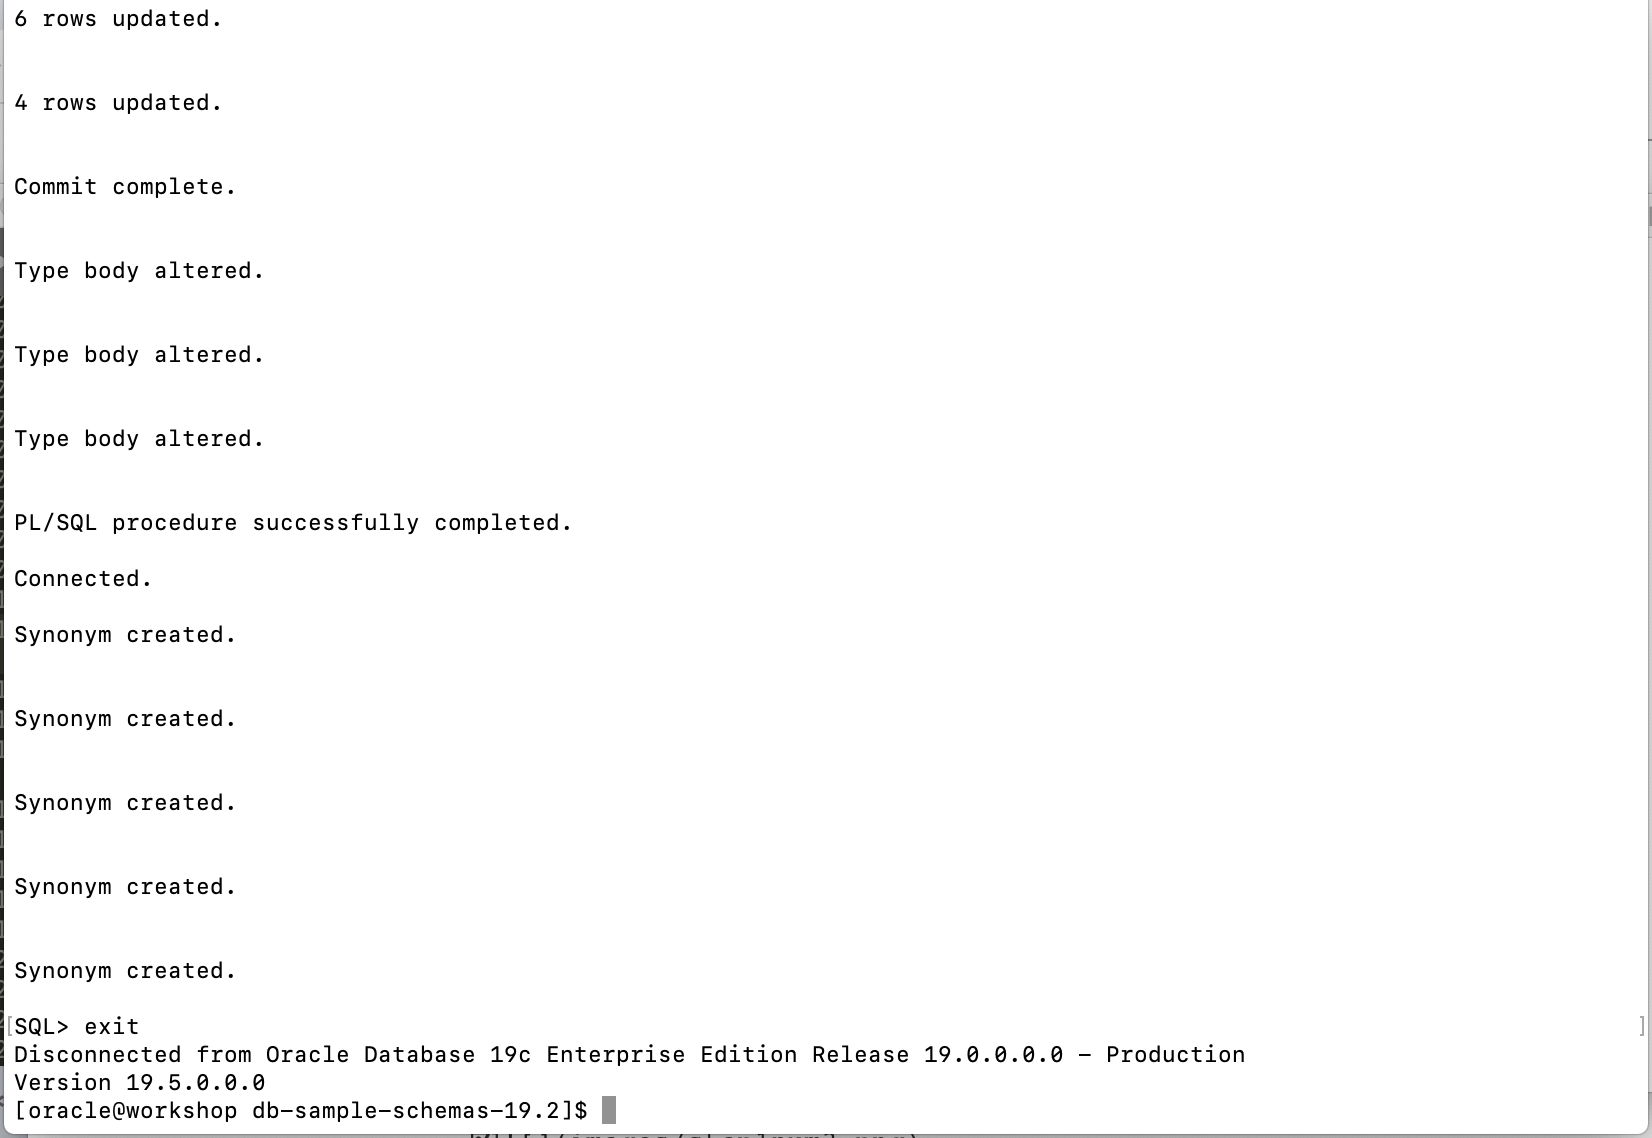 6 rows updated.
4 rows updated.
Commit complete.
Type body altered.
Type body altered.
Type body altered.
PL/SQL procedure successfully completed.
Connected.
Synonym created.
Synonym created.
Synonym created.
Synonym created.
Synonym created.
[SQL> exit ]
Disconnected from Oracle Database 19c Enterprise Edition Release 19.0.0.0.0 – Production
Version 19.5.0.0.0
[oracle@workshop db-sample-schemas-19.2]$